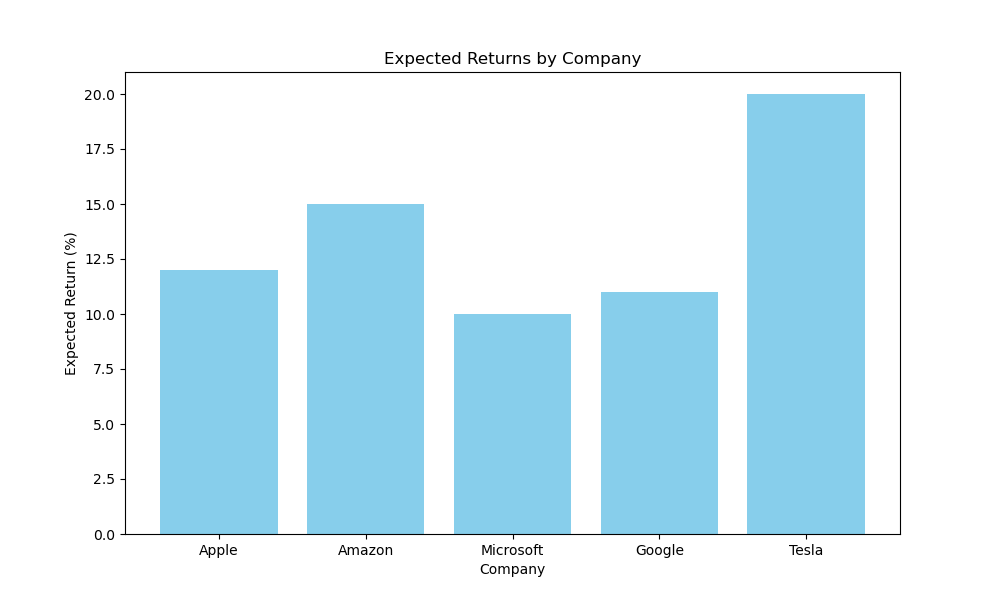 Expected Returns by Company
20.0
17.5
15.0
12.5
10.0
7.5
5.0
2.5
0.0
Expected Return (%)
Apple Amazon Microsoft Google Tesla
Company